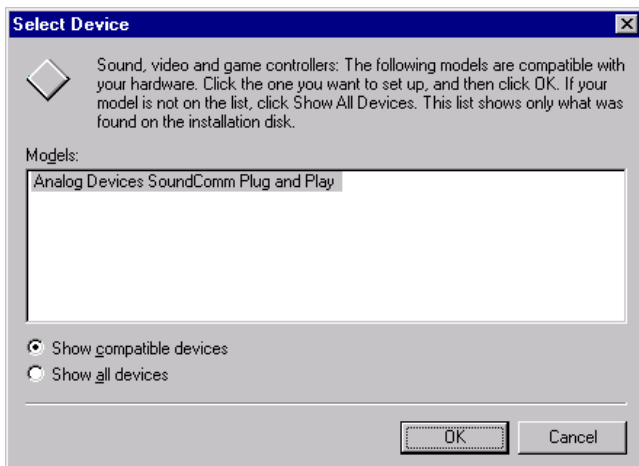 Select Device
Sound, video and game controllers: The following models are compatible with
your hardware. Click the one you want to set up, and then click OK. If your
model is not on the list, click Show All Devices. This list shows only what was
found on the installation disk.
Models:
Analog Devices SoundComm Plug and Play
Show compatible devices
Show all devices
OK
Cancel